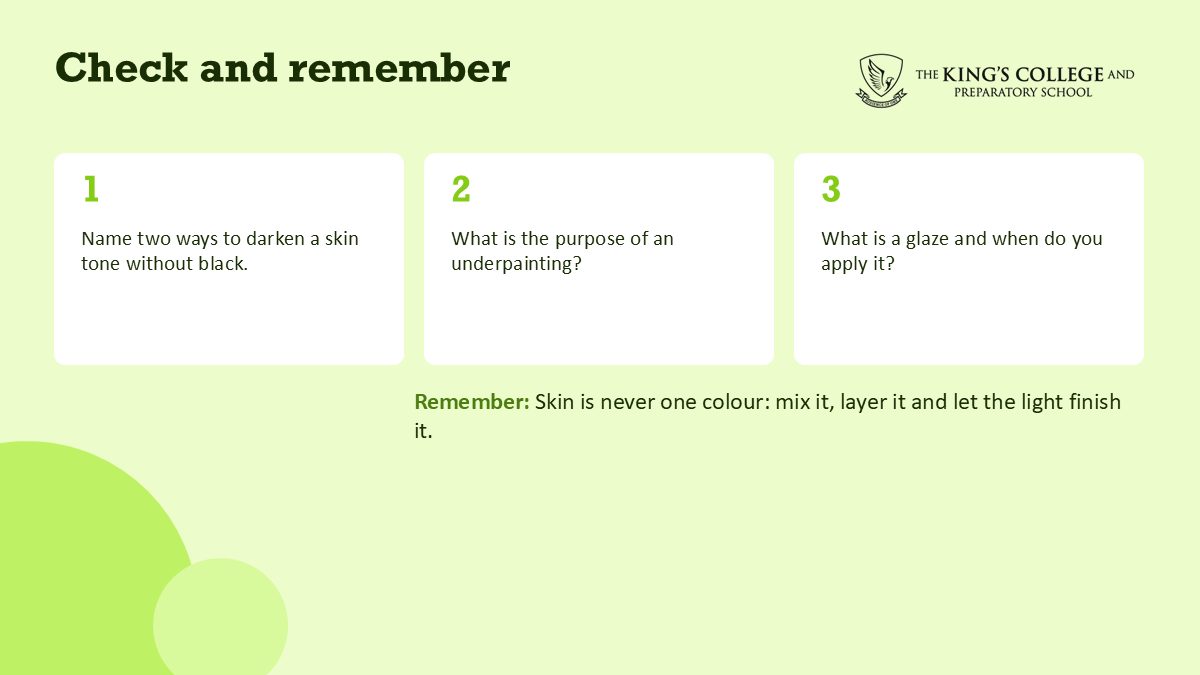 Check and remember
THE KING'S COLLEGE AND
PREPARATORY SCHOOL
1
Name two ways to darken a skin
tone without black.
2
What is the purpose of an
underpainting?
3
What is a glaze and when do you
apply it?
Remember: Skin is never one colour: mix it, layer it and let the light finish
it.